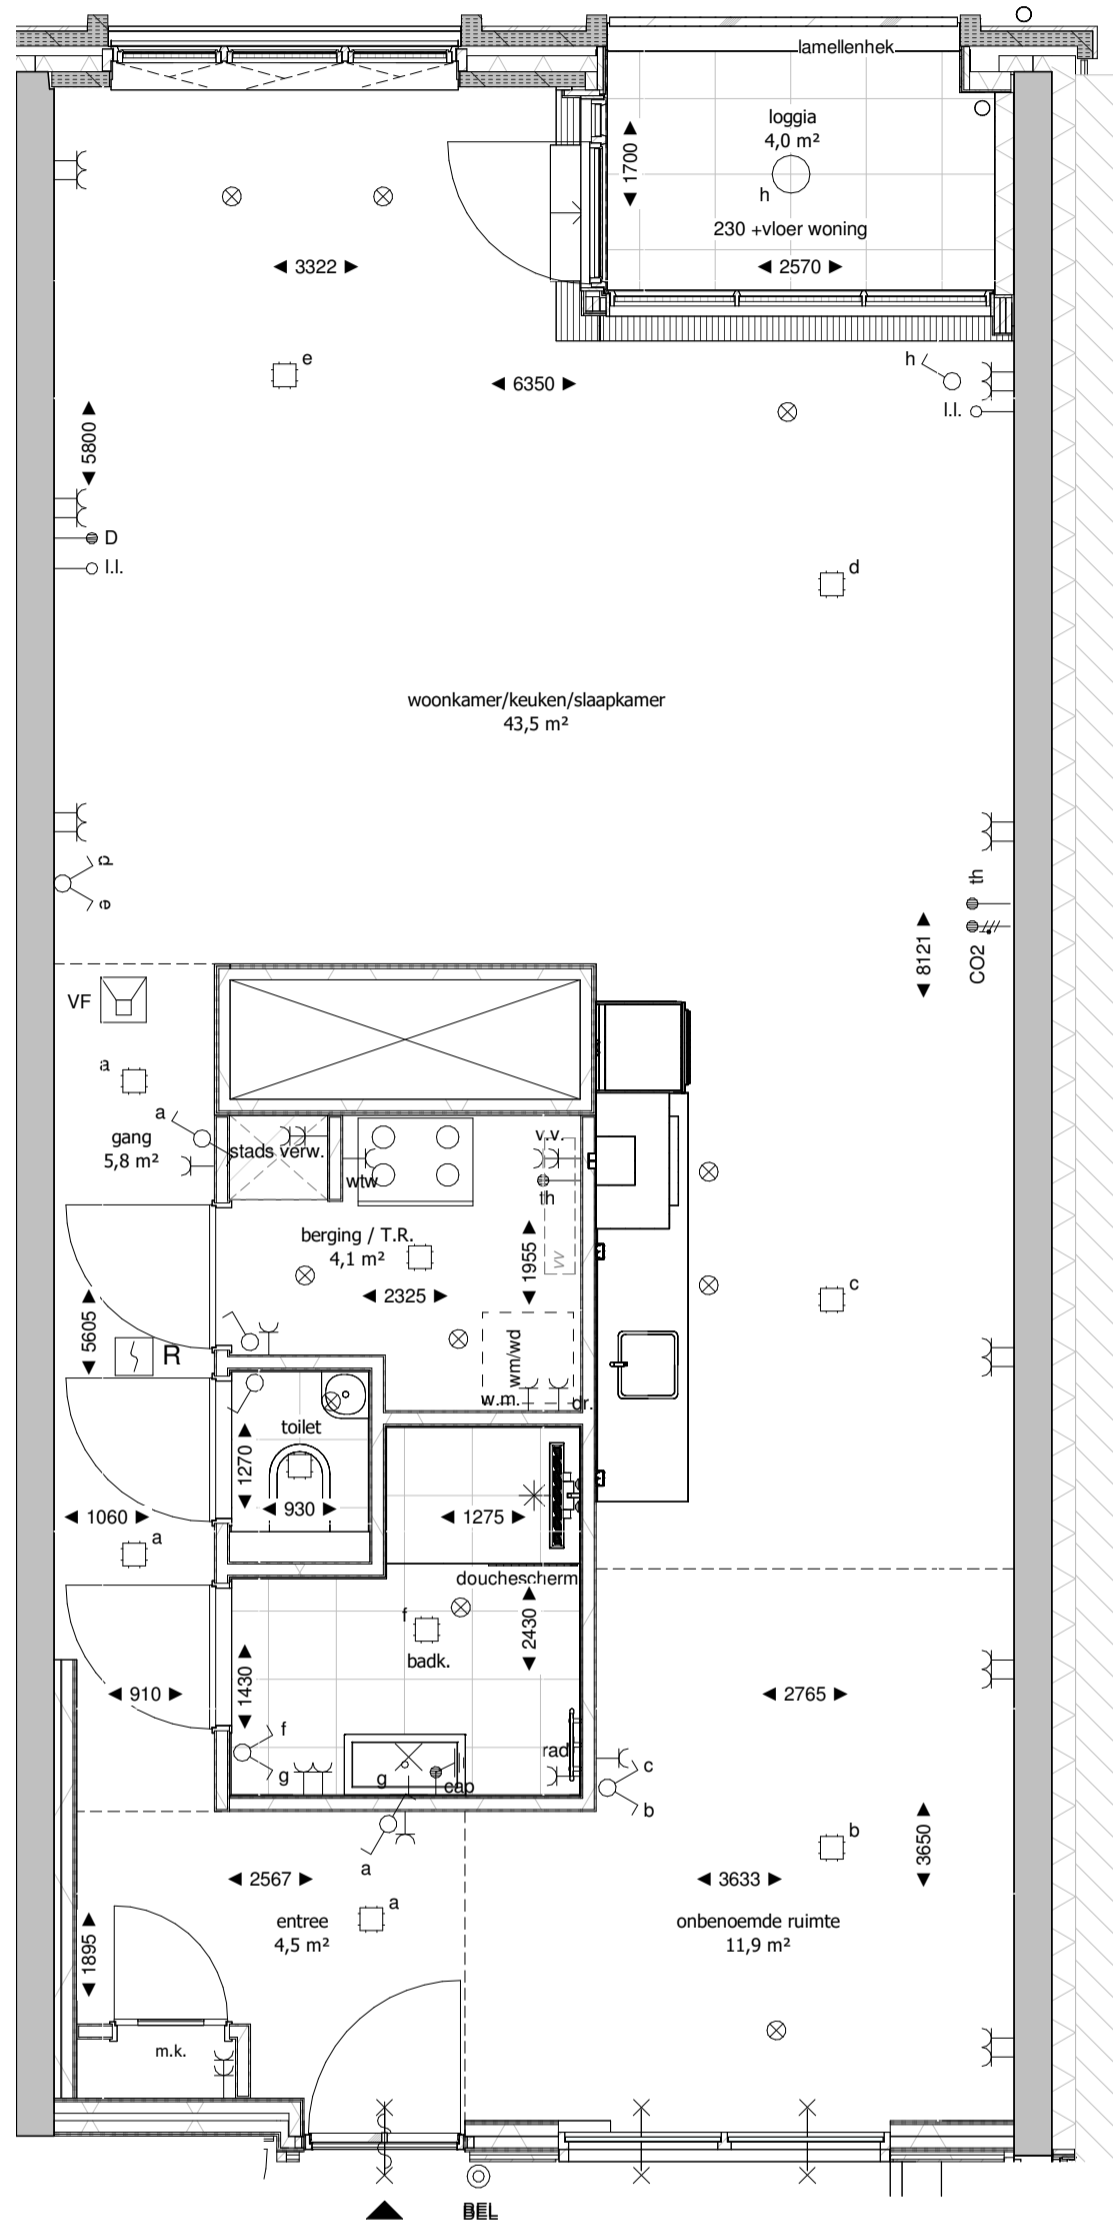 lamellenhek
loggia
4,0 m²
1700
h
230 +vloer woning
2570
3322
e
6350
h
l.l.
5800
D
l.l.
d
woonkamer/keuken/slaapkamer
43,5 m²
d
e
th
CO2
8121
VF
a
a
gang
5,8 m²
stads verw.
wtw
v.v.
th
berging / T.R.
4,1 m²
1955
vv
2325
c
5605
R
wm/wd
w.m.
dr.
toilet
1270
930
1275
1060
a
douchescherm
2430
f
badk.
1430
910
2765
f
g
g
cap
rad
c
b
a
b
3650
2567
a
3633
entree
4,5 m²
onbenoemde ruimte
11,9 m²
1895
m.k.
BEL